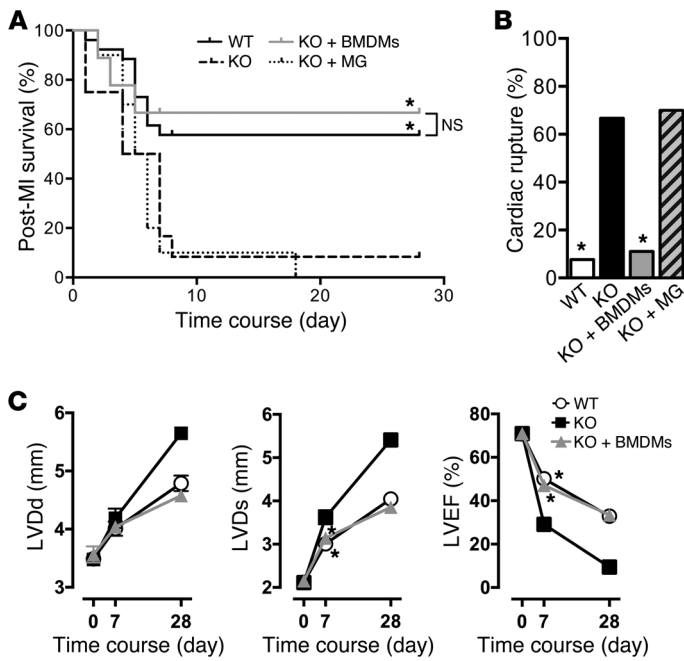 A
Post-MI survival (%)
100
80
60
40
20
0
0 10 20 30
Time course (day)
WT
KO
KO + BMDMs
KO + MG
*
*
NS
B
Cardiac rupture (%)
100
80
60
40
20
0
* *
WT
KO
KO + BMDMs
KO + MG
C
LVDd (mm)
6
5
4
3
0 7 28
Time course (day)
LVDs (mm)
6
5
4
3
2
*
*
0 7 28
Time course (day)
LVEF (%)
80
60
40
20
0
WT
KO
KO + BMDMs
*
*
0 7 28
Time course (day)